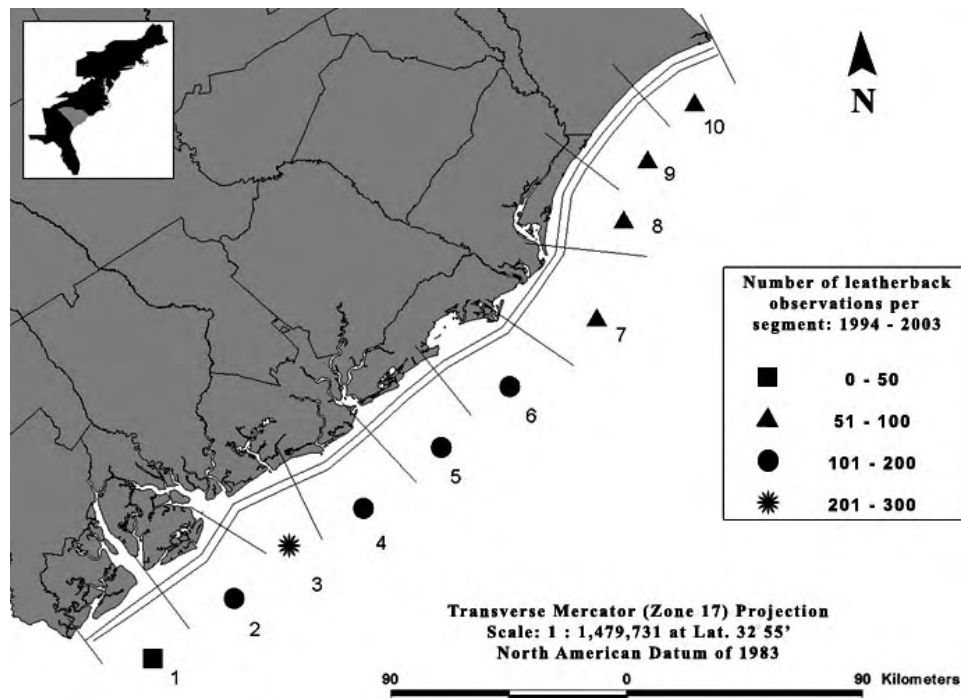 N
10
9
8
7
6
5
4
3
2
1
Number of leatherback
observations per
segment: 1994 - 2003
0 - 50
51 - 100
101 - 200
201 - 300
Transverse Mercator (Zone 17) Projection
Scale: 1 : 1,479,731 at Lat. 32 55'
North American Datum of 1983
90 0 90 Kilometers